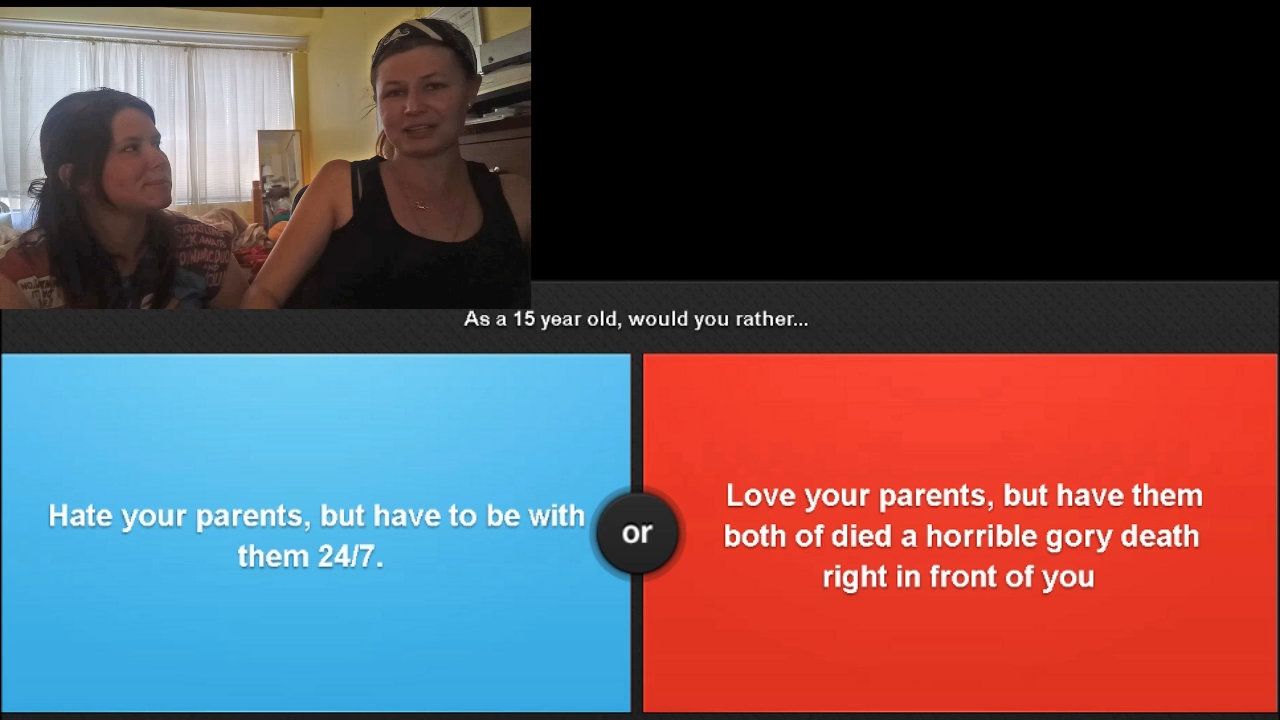 As a 15 year old, would you rather...
Hate your parents, but have to be with
them 24/7.
or
Love your parents, but have them
both of died a horrible gory death
right in front of you